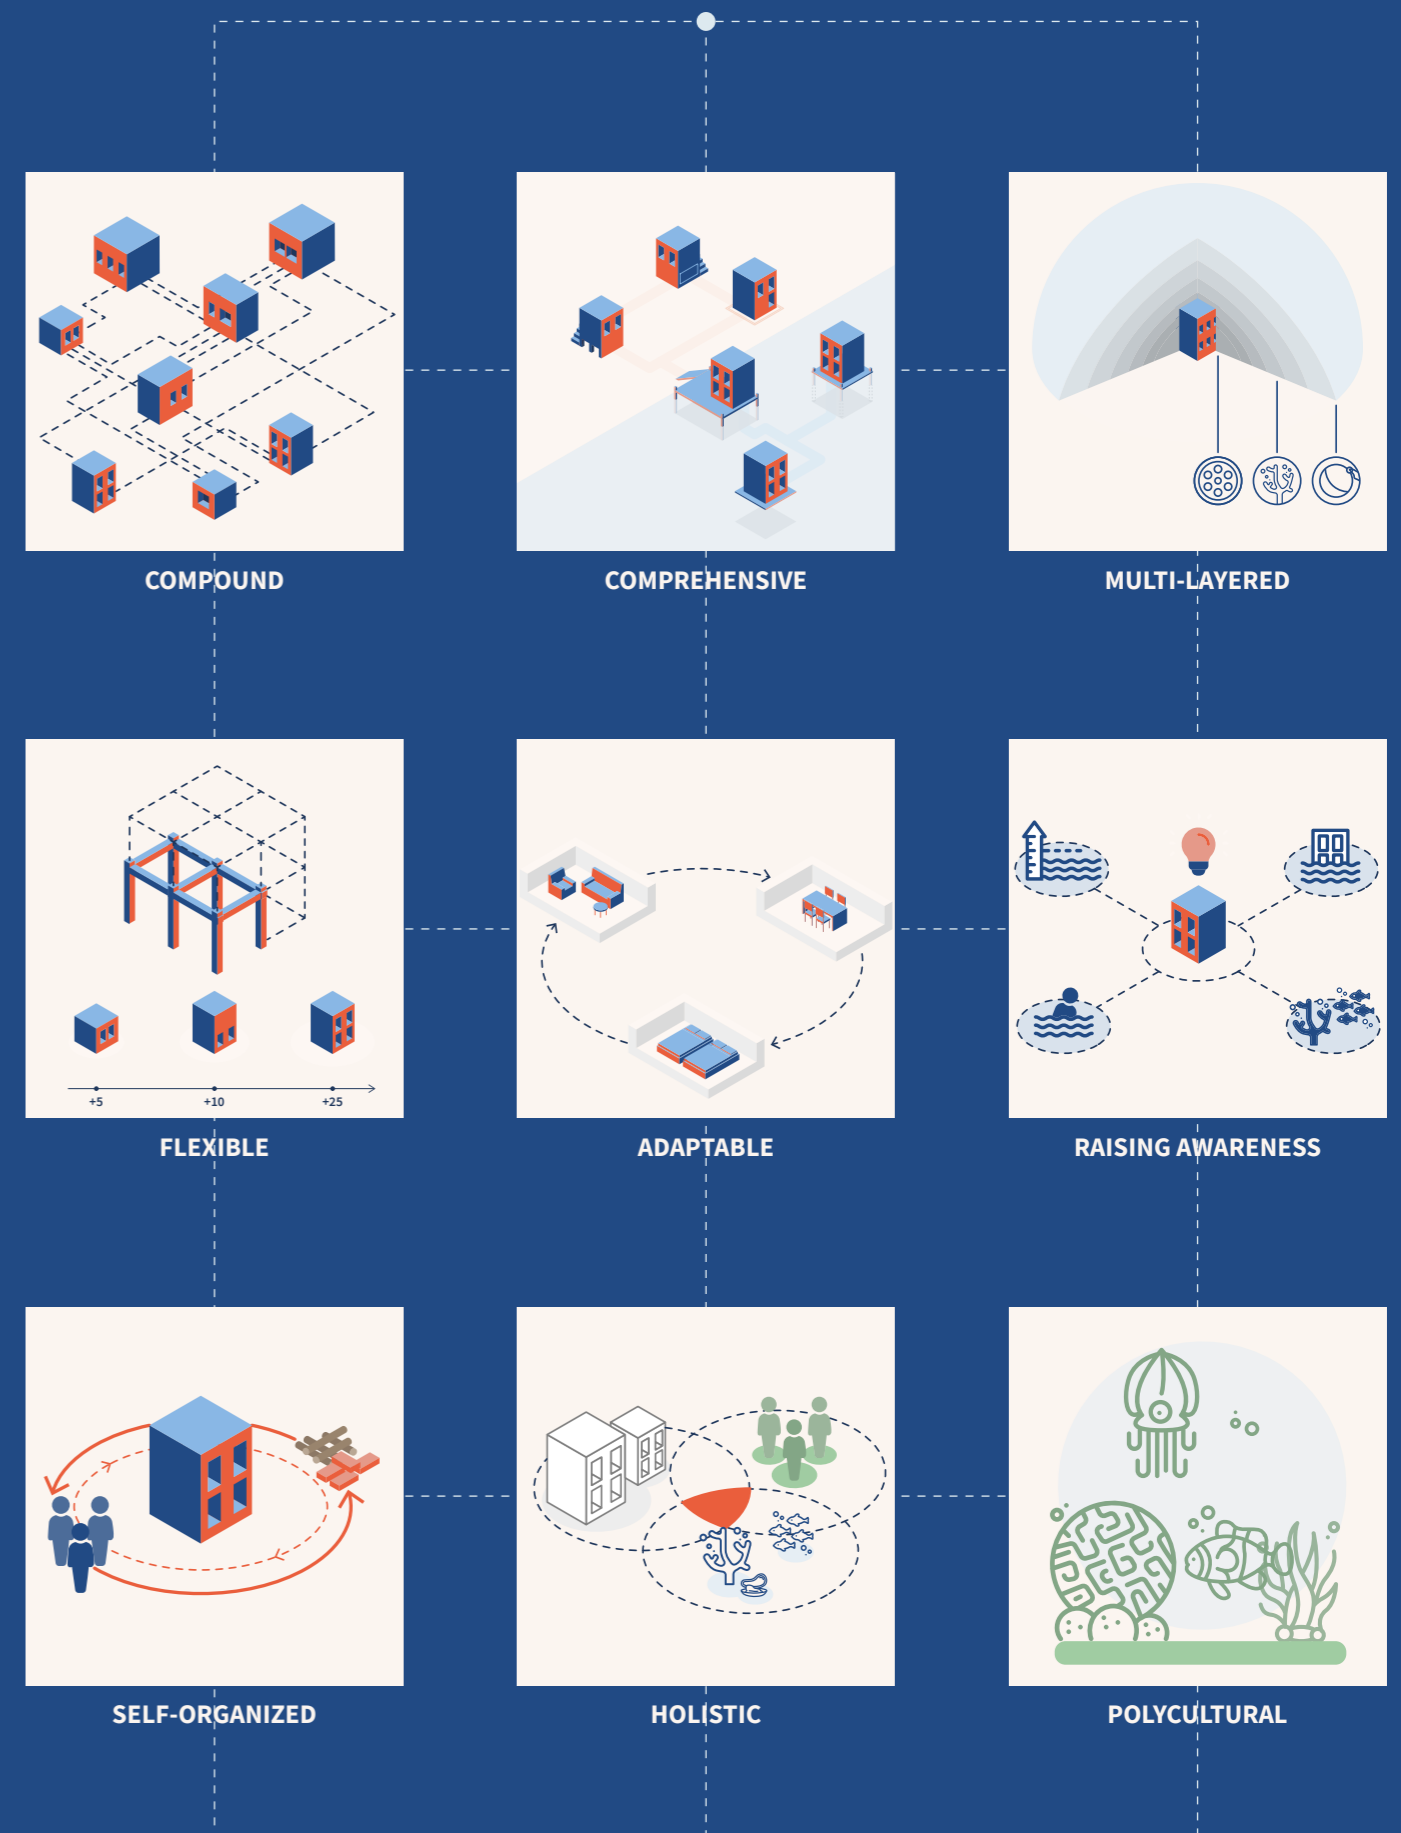 COMPOUND
COMPREHENSIVE
MULTI-LAYERED
+5
+10
+25
FLEXIBLE
ADAPTABLE
RAISING AWARENESS
SELF-ORGANIZED
HOLISTIC
POLYCULTURAL